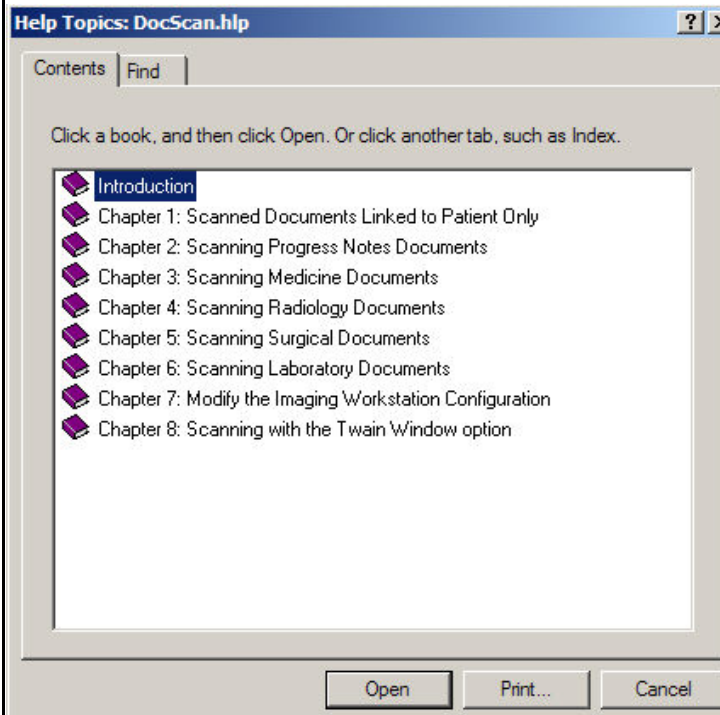 Help Topics: DocScan.hlp
Contents Find
Click a book, and then click Open. Or click another tab, such as Index.
Introduction
Chapter 1: Scanned Documents Linked to Patient Only
Chapter 2: Scanning Progress Notes Documents
Chapter 3: Scanning Medicine Documents
Chapter 4: Scanning Radiology Documents
Chapter 5: Scanning Surgical Documents
Chapter 6: Scanning Laboratory Documents
Chapter 7: Modify the Imaging Workstation Configuration
Chapter 8: Scanning with the Twain Window option
Open Print... Cancel